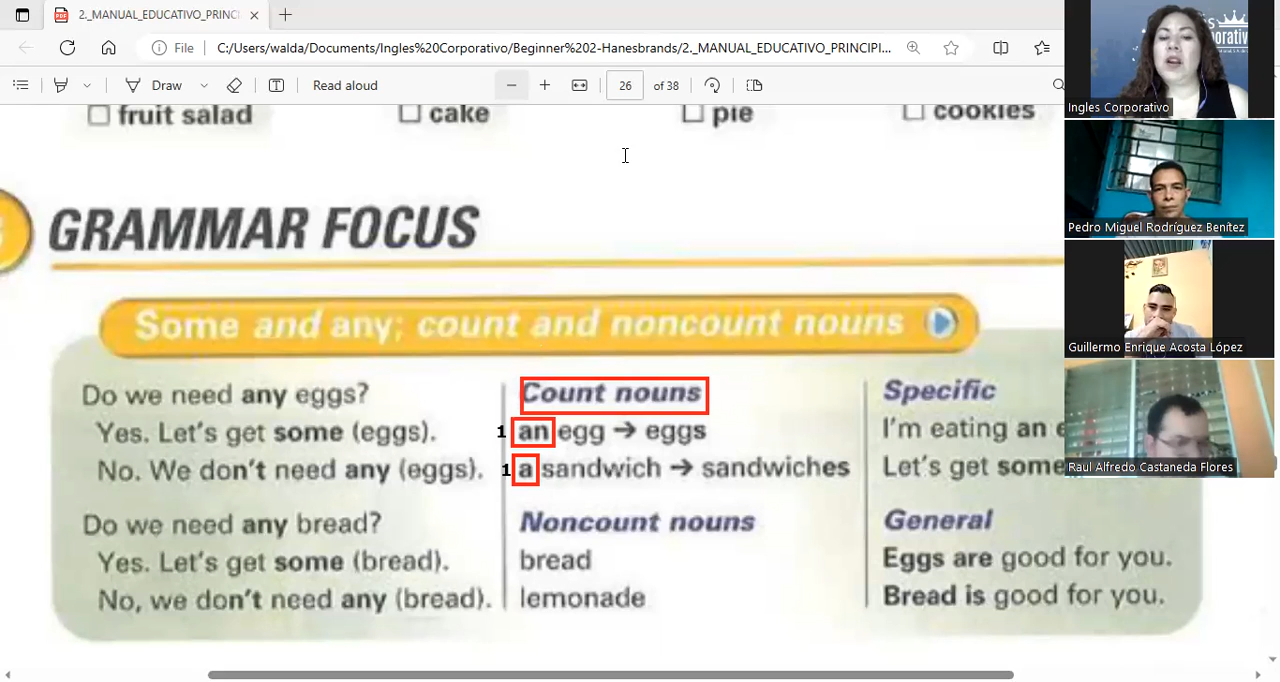 2._MANUAL_EDUCATIVO_PRINCI
File
C:/Users/walda/Documents/Ingles%20Corporativo/Beginner%202-Hanesbrands/2._MANUAL_EDUCATIVO_PRINCIPI...
Draw
Read aloud
26 of 38
fruit salad
cake
pie
cookies
GRAMMAR FOCUS
Some and any; count and noncount nouns
Do we need any eggs?
Yes. Let's get some (eggs).
No. We don't need any (eggs).
Do we need any bread?
Yes. Let's get some (bread).
No, we don't need any (bread).
Count nouns
1 an egg → eggs
1 a sandwich → sandwiches
Noncount nouns
bread
lemonade
Specific
I'm eating an
Let's get some
General
Eggs are good for you.
Bread is good for you.
Ingles Corporativo
Pedro Miguel Rodríguez Benítez
Guillermo Enrique Acosta López
Raul Alfredo Castaneda Flores